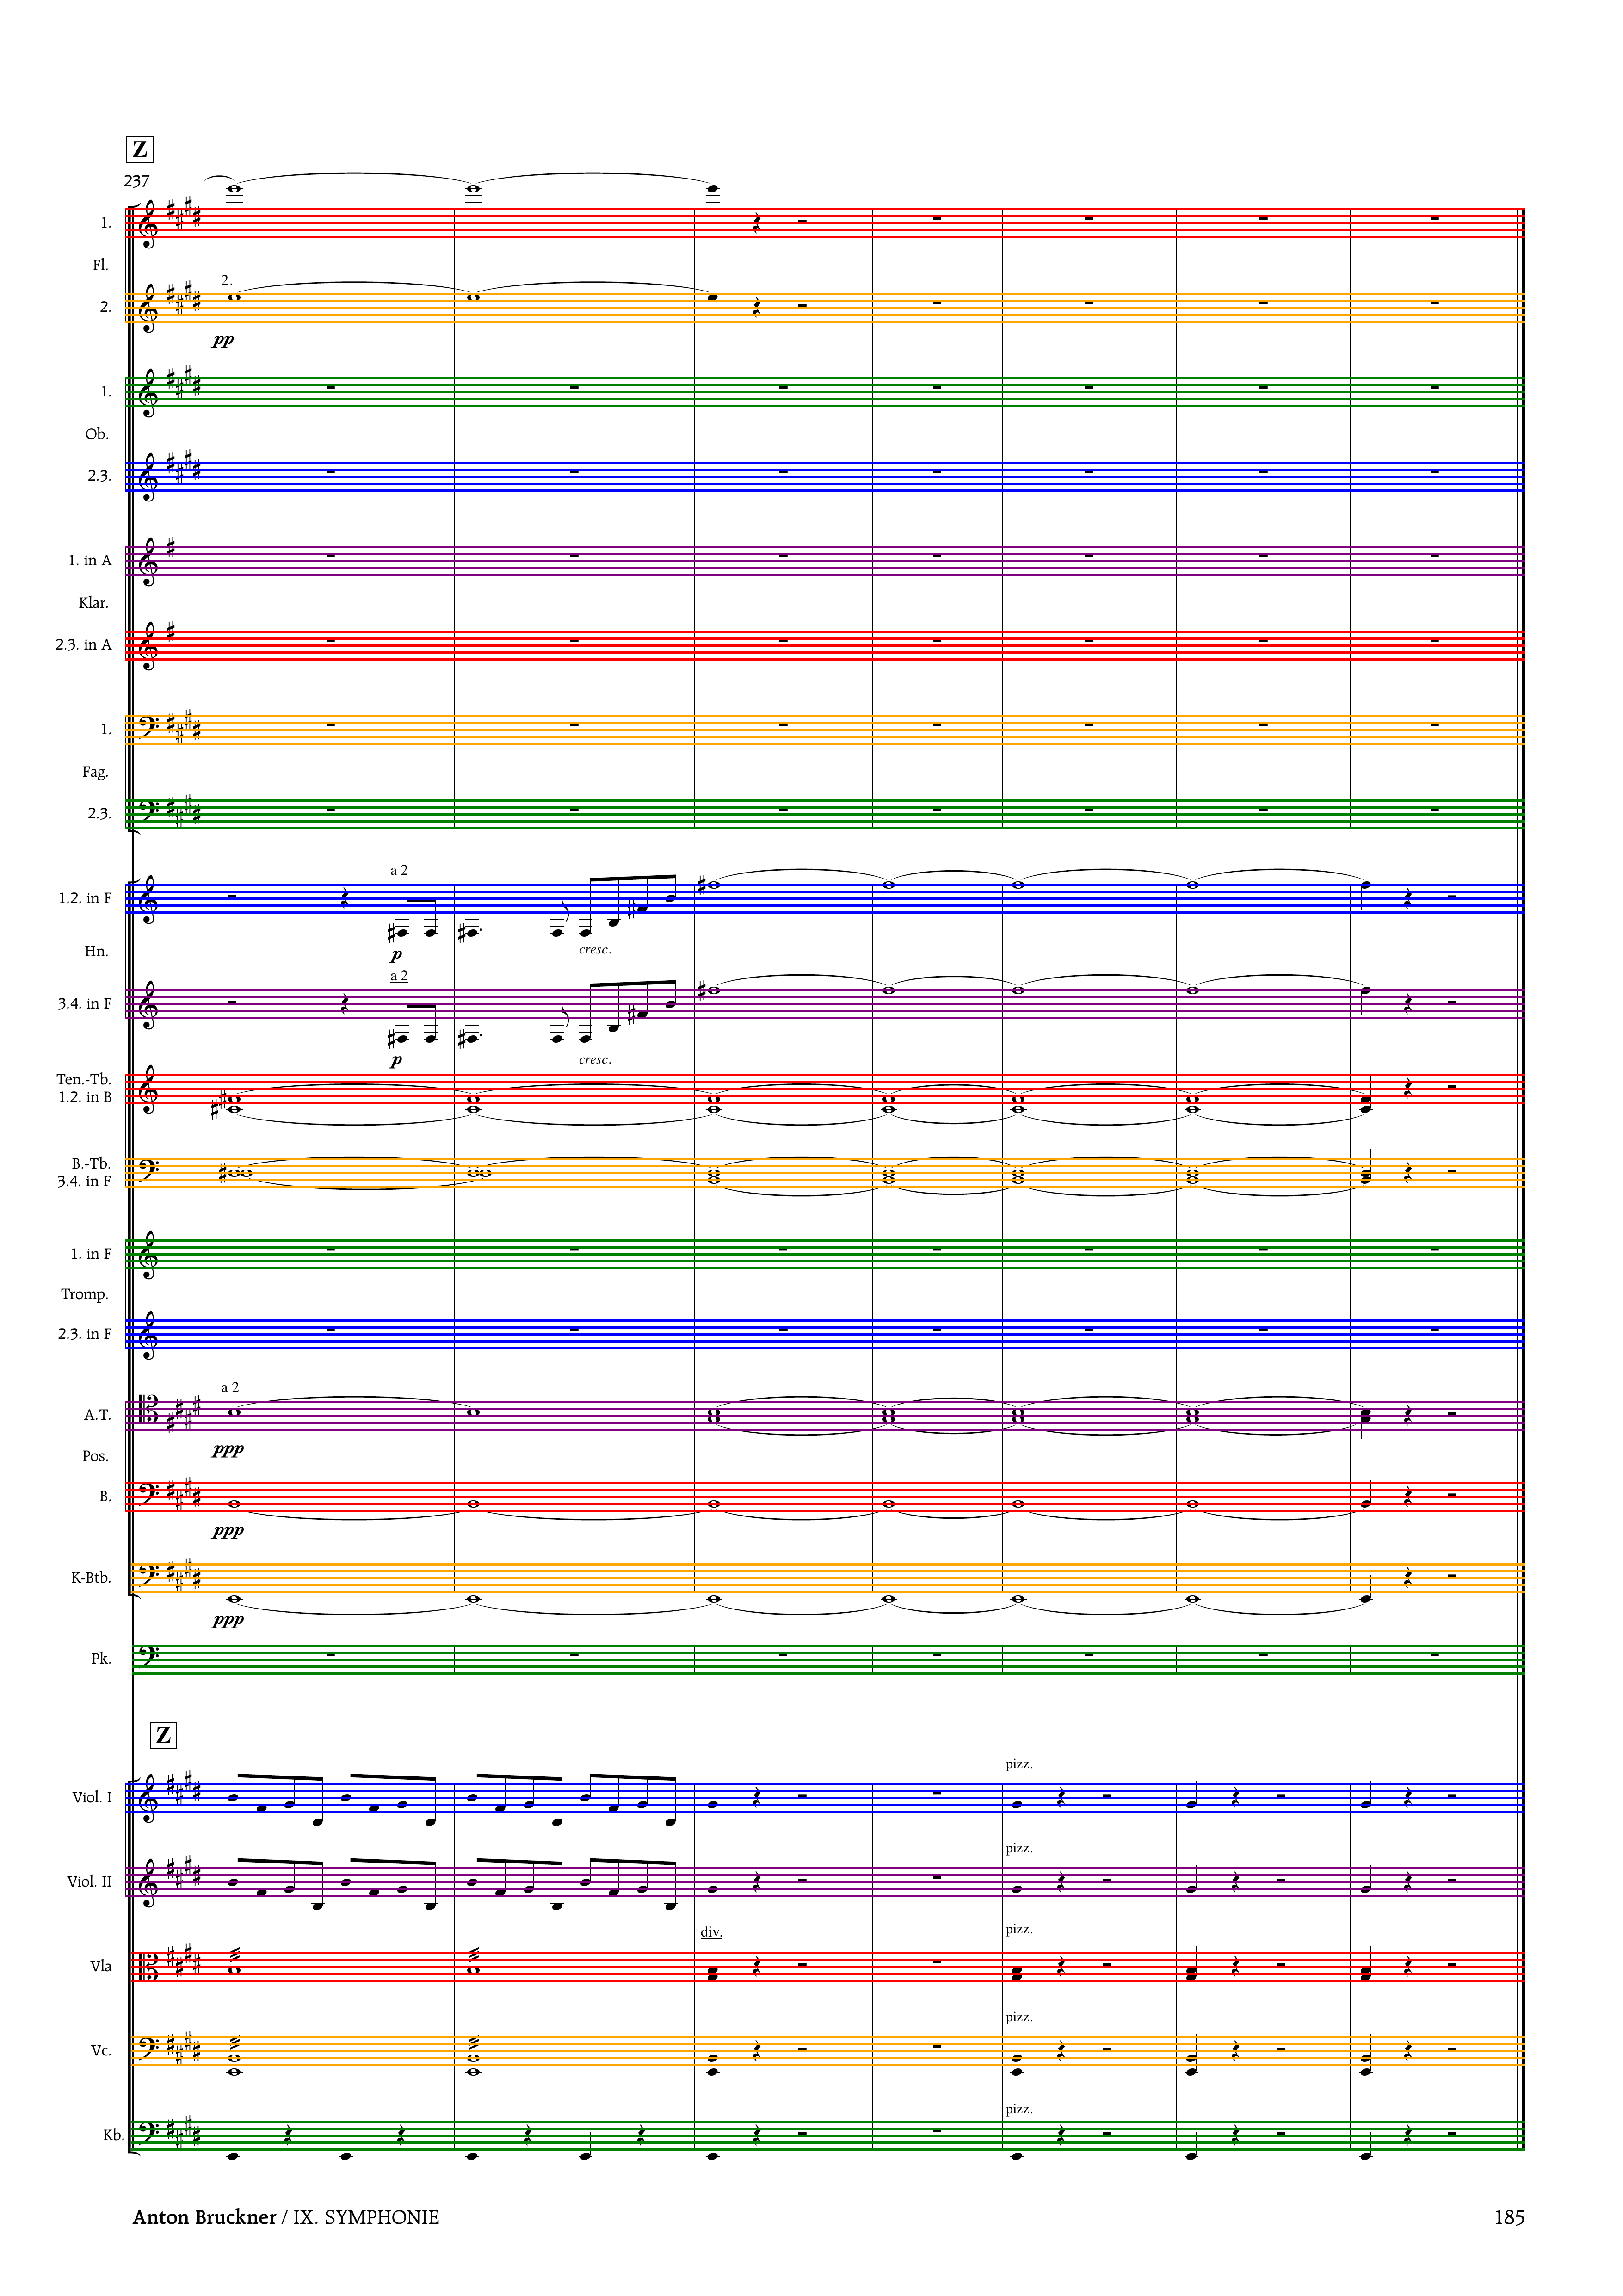 Z
237
1.
Fl.
2.
2.
pp
1.
Ob.
2.3.
1. in A
Klar.
2.3. in A
1.
Fag.
2.3.
a 2
1.2. in F
cresc.
Hn.
p
a 2
3.4. in F
p
cresc.
Ten.-Tb.
1.2. in B
B.-Tb.
3.4. in F
1. in F
Tromp.
2.3. in F
a 2
A.T.
ppp
Pos.
B.
ppp
K-Btb.
ppp
Pk.
Z
pizz.
Viol. I
pizz.
Viol. II
div.
pizz.
Vla
pizz.
Vc.
pizz.
Kb.
Anton Bruckner / IX. SYMPHONIE
185